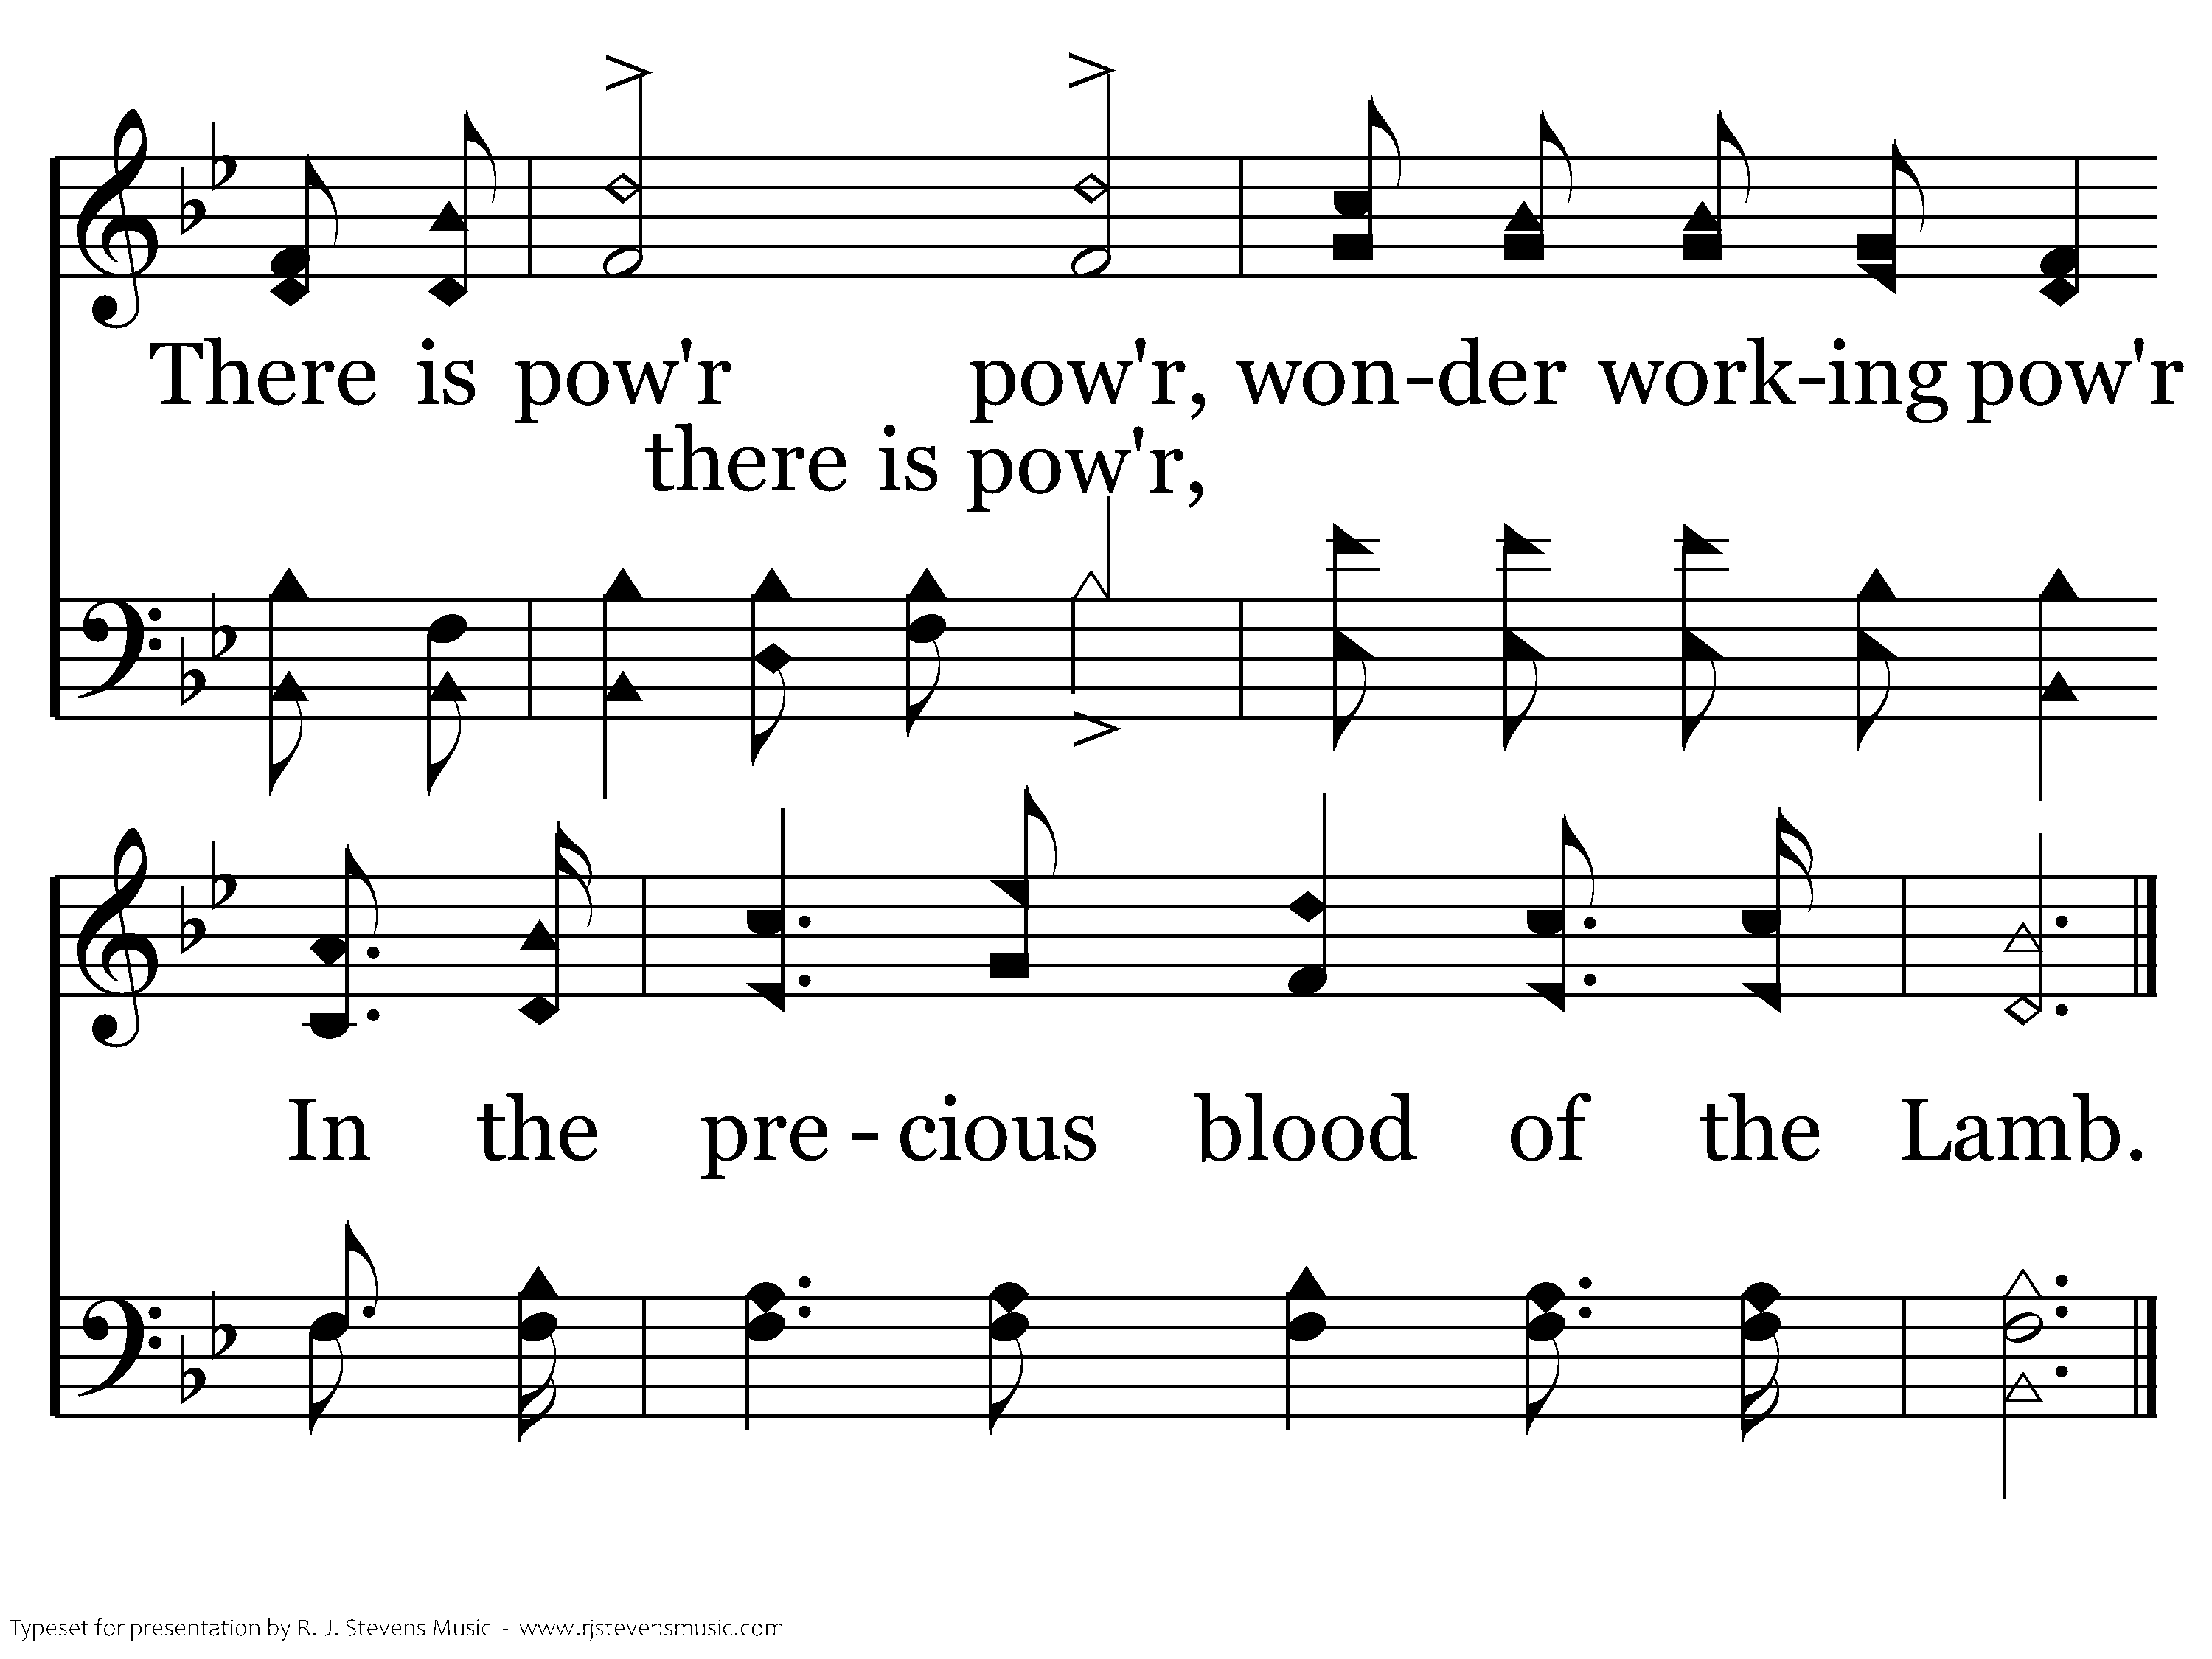 There is pow'r pow'r, won-der work-ing pow'r
there is pow'r,
In the pre - cious blood of the Lamb.
Typeset for presentation by R. J. Stevens Music - www.rjstevensmusic.com